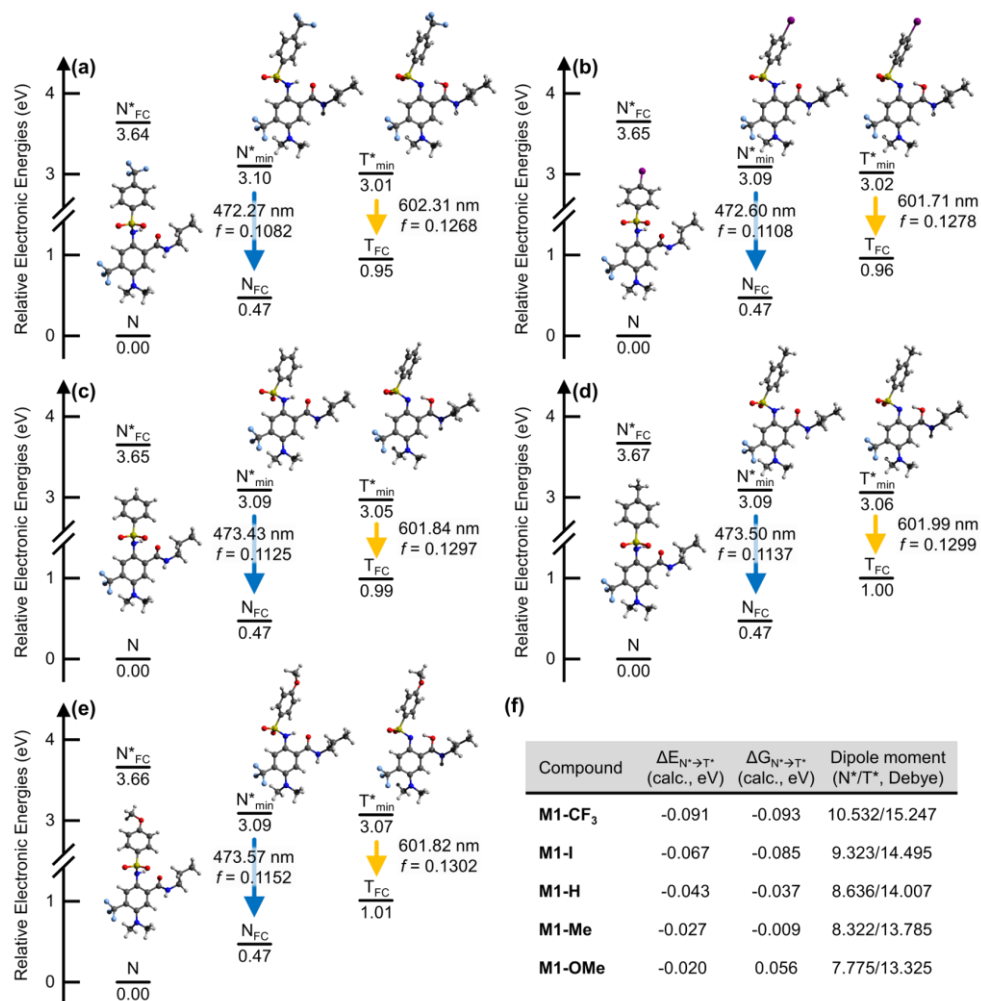 (a)
Relative Electronic Energies (eV)
4
3
1
0
N*FC
3.64
N
0.00
N*min
3.10
472.27 nm
f = 0.1082
NFC
0.47
T*min
3.01
602.31 nm
f = 0.1268
TFC
0.95
(b)
Relative Electronic Energies (eV)
4
3
1
0
N*FC
3.65
N
0.00
N*min
3.09
472.60 nm
f = 0.1108
NFC
0.47
T*min
3.02
601.71 nm
f = 0.1278
TFC
0.96
(c)
Relative Electronic Energies (eV)
4
3
1
0
N*FC
3.65
N
0.00
N*min
3.09
473.43 nm
f = 0.1125
NFC
0.47
T*min
3.05
601.84 nm
f = 0.1297
TFC
0.99
(d)
Relative Electronic Energies (eV)
4
3
1
0
N*FC
3.67
N
0.00
N*min
3.09
473.50 nm
f = 0.1137
NFC
0.47
T*min
3.06
601.99 nm
f = 0.1299
TFC
1.00
(e)
Relative Electronic Energies (eV)
4
3
1
0
N*FC
3.66
N
0.00
N*min
3.09
473.57 nm
f = 0.1152
NFC
0.47
T*min
3.07
601.82 nm
f = 0.1302
TFC
1.01
(f)
Compound ΔEN*→T* (calc., eV) ΔGN*→T* (calc., eV) Dipole moment (N*/T*, Debye)
M1-CF3 -0.091 -0.093 10.532/15.247
M1-I -0.067 -0.085 9.323/14.495
M1-H -0.043 -0.037 8.636/14.007
M1-Me -0.027 -0.009 8.322/13.785
M1-OMe -0.020 0.056 7.775/13.325